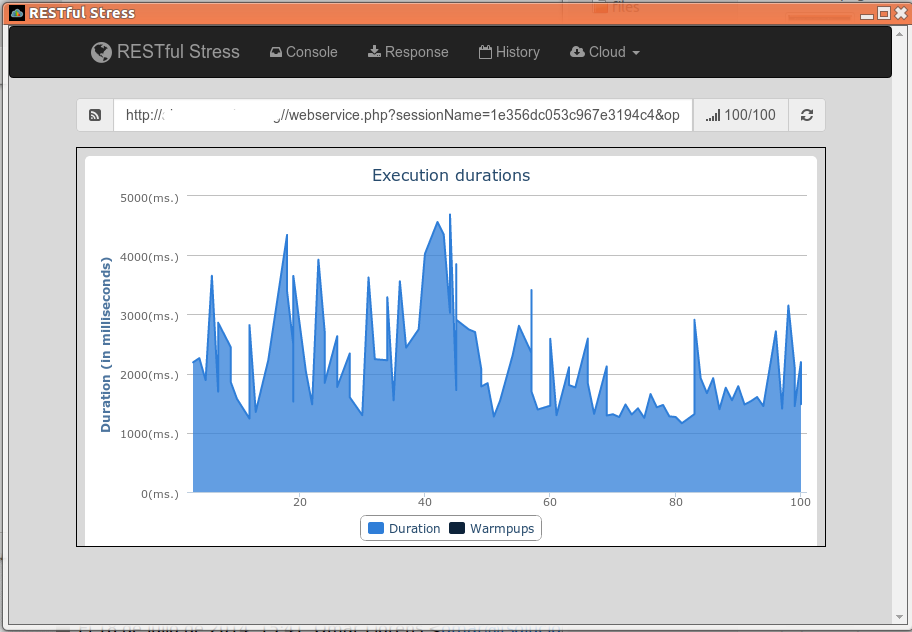 files
RESTful Stress
RESTful Stress Console Response History Cloud
http:// //webservice.php?sessionName=1e356dc053c967e3194c4&op 100/100
Execution durations
Duration (in milliseconds)
5000(ms.)
4000(ms.)
3000(ms.)
2000(ms.)
1000(ms.)
0(ms.)
20 40 60 80 100
Duration Warmpups